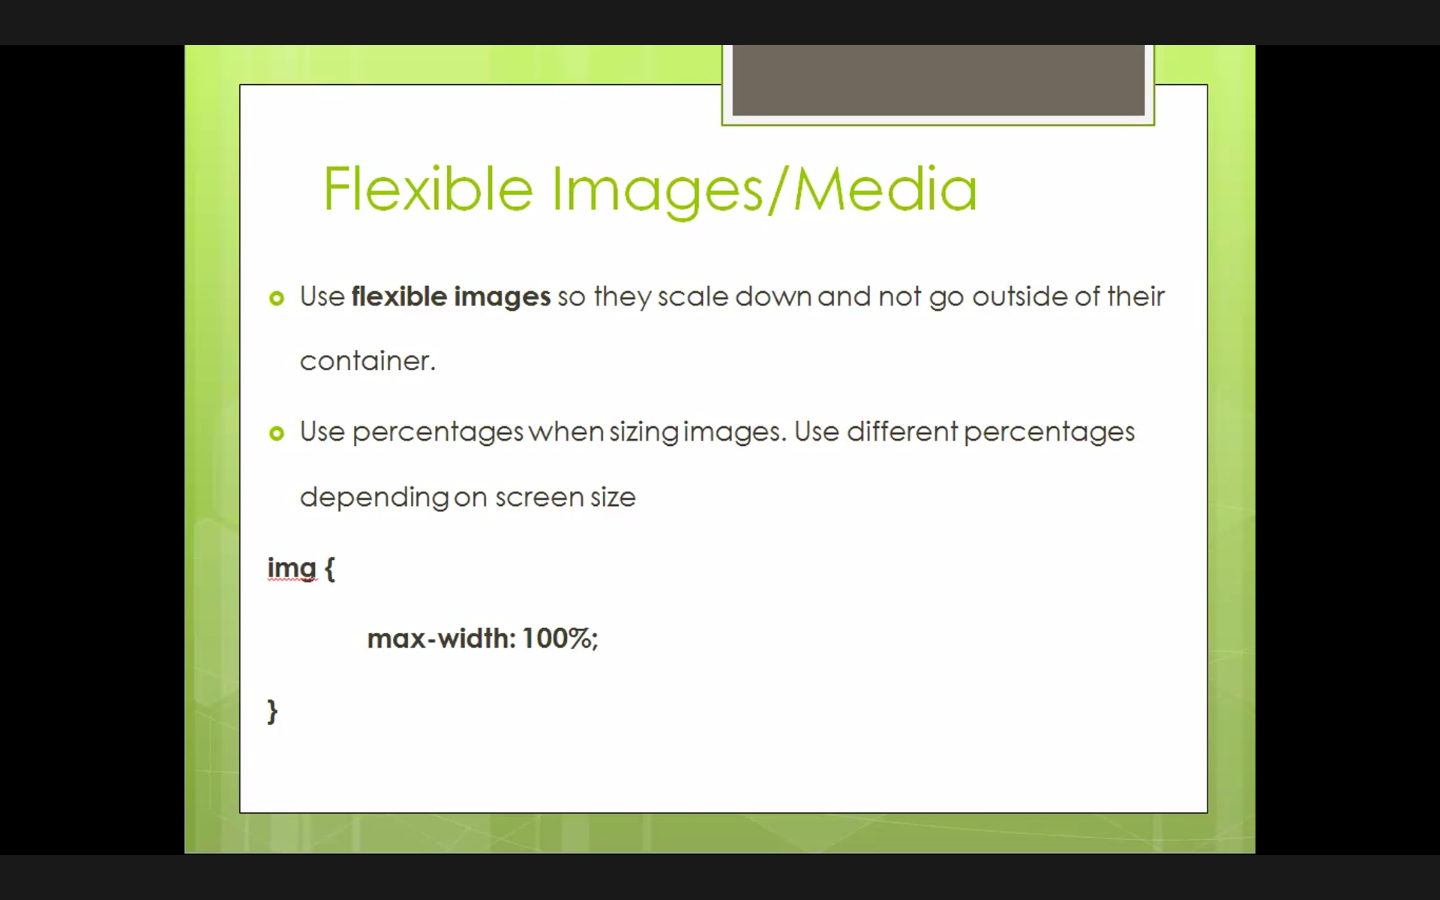 Flexible Images/Media
Use flexible images so they scale down and not go outside of their
container.
Use percentages when sizing images. Use different percentages
depending on screen size
img {
max-width: 100%;
}